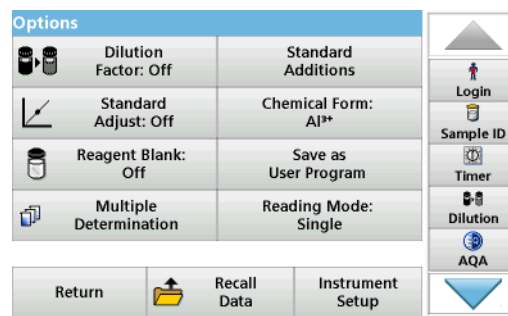 Options
Dilution
Factor: Off
Standard
Additions
Standard
Adjust: Off
Chemical Form:
Al³⁺
Reagent Blank:
Off
Save as
User Program
Multiple
Determination
Reading Mode:
Single
Return
Recall
Data
Instrument
Setup
Login
Sample ID
Timer
Dilution
AQA